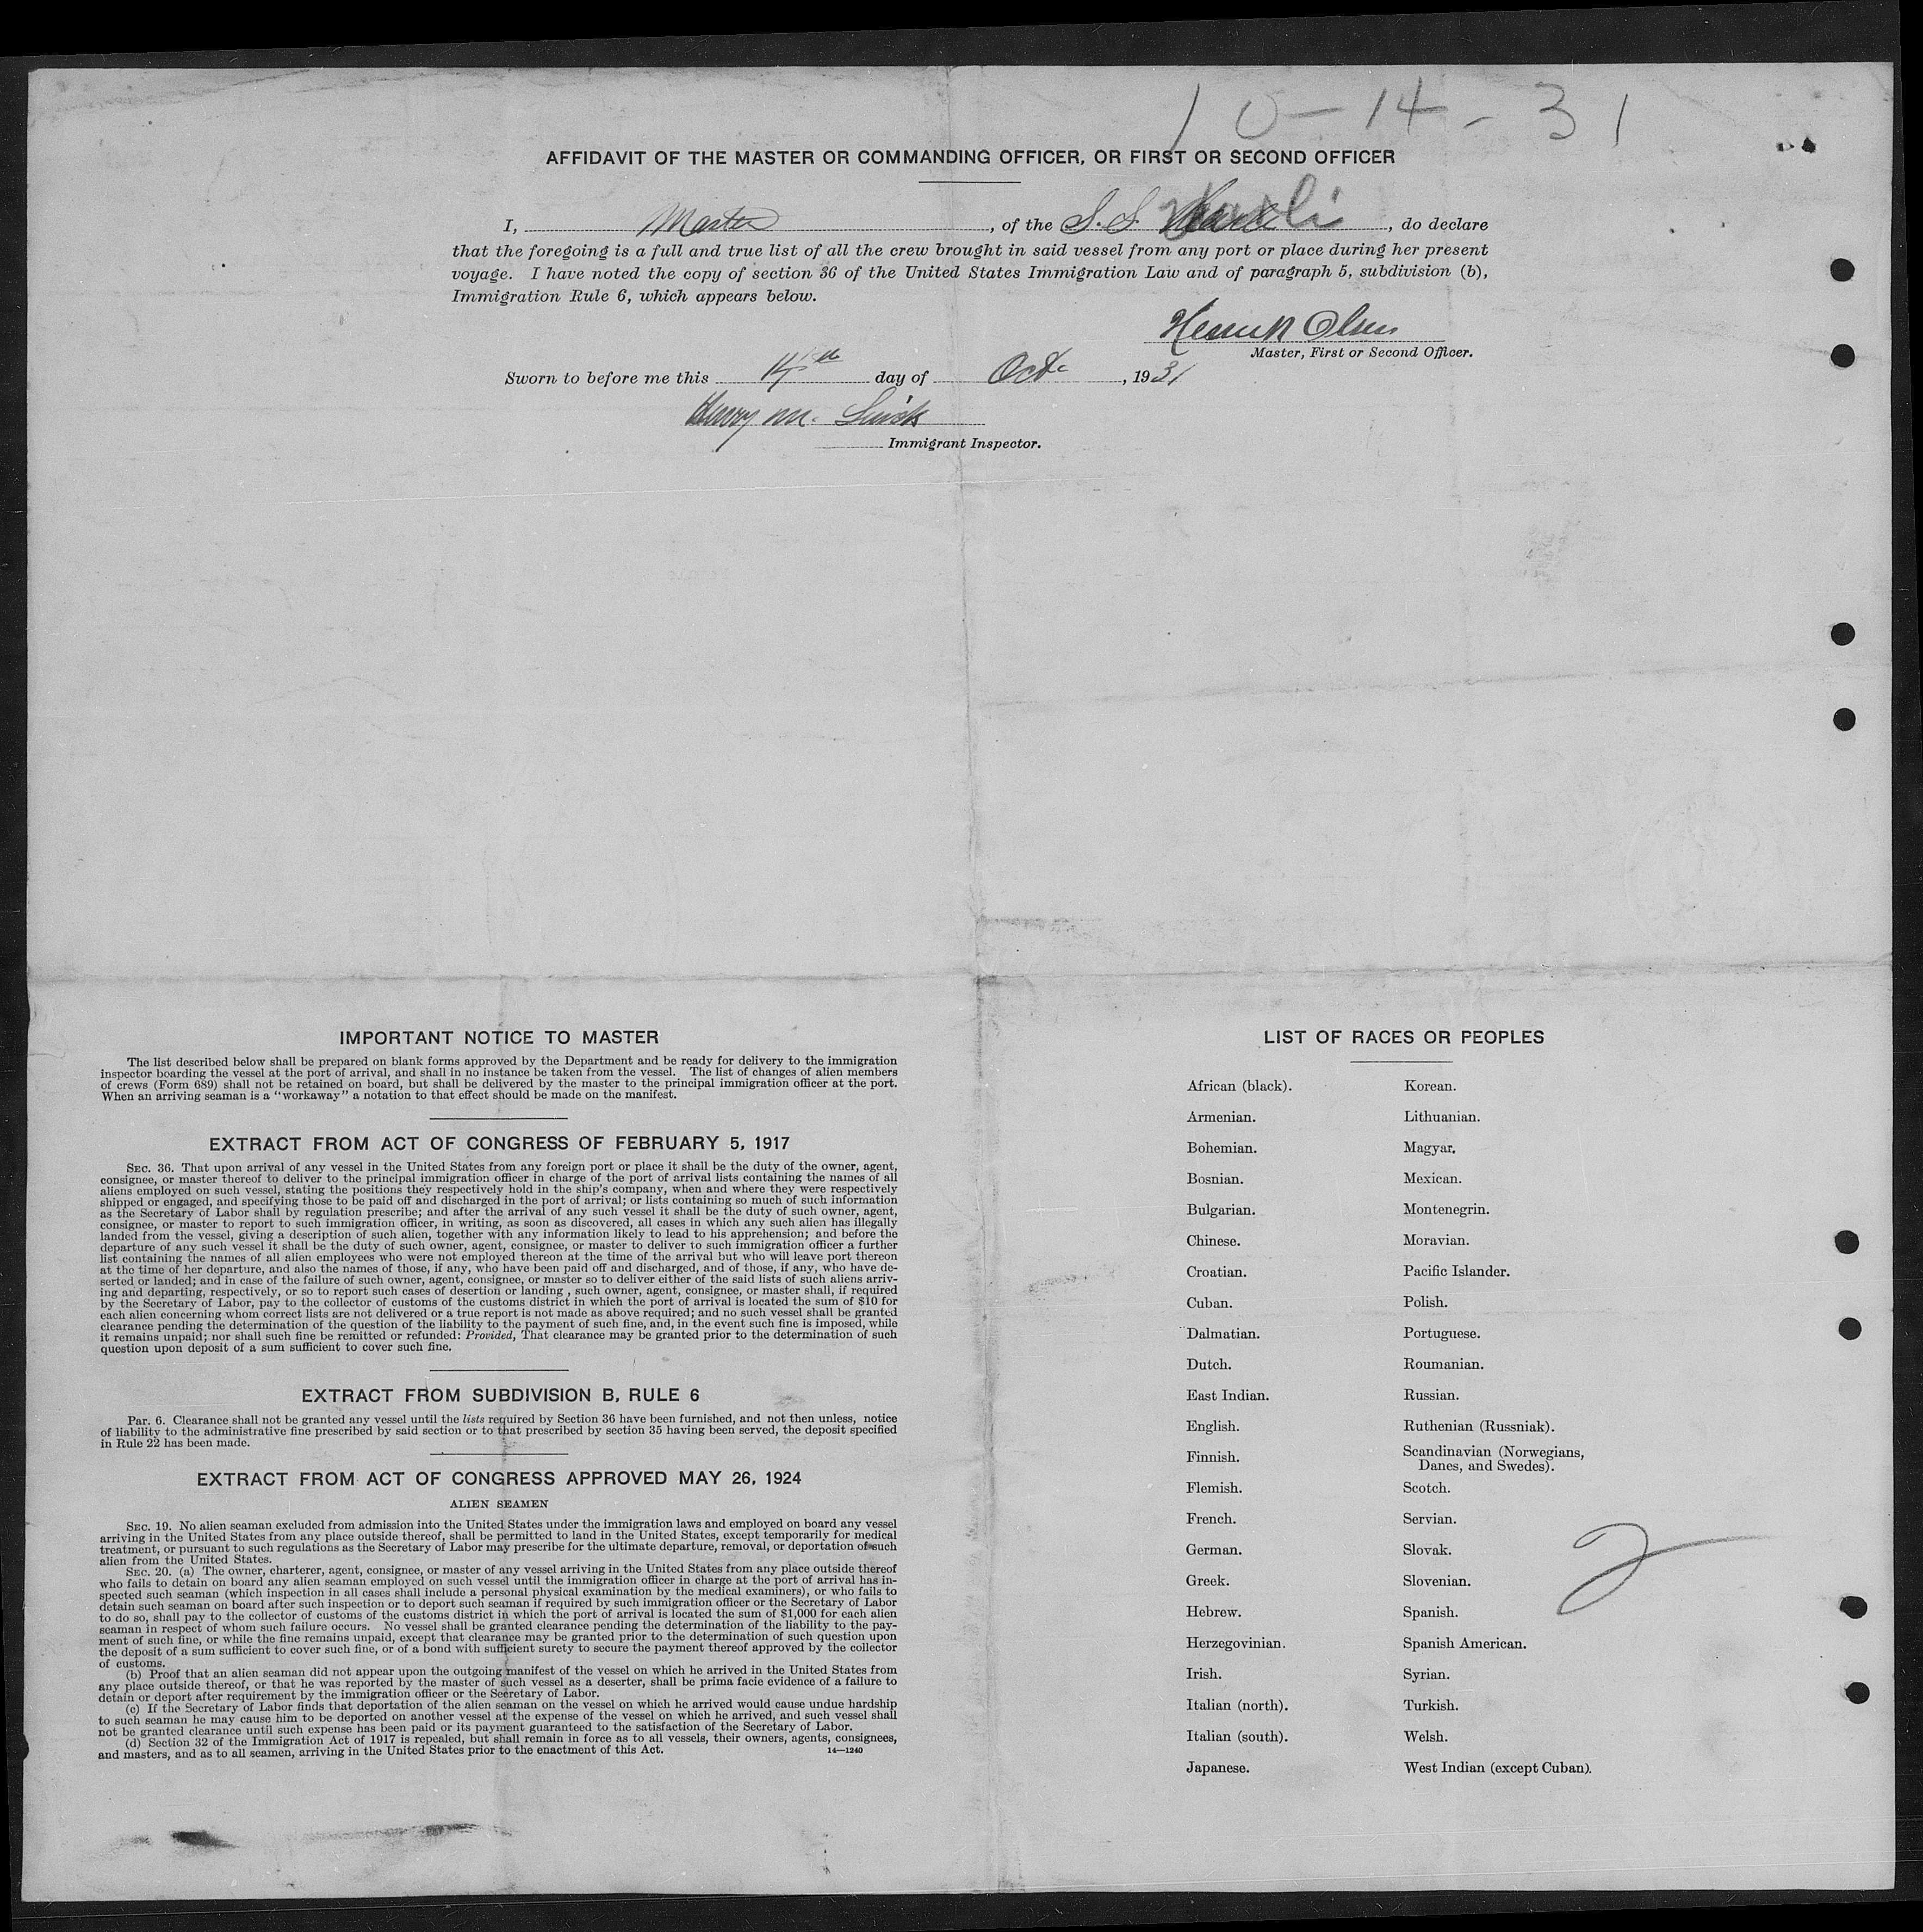 10-14-31
AFFIDAVIT OF THE MASTER OR COMMANDING OFFICER, OR FIRST OR SECOND OFFICER
I, Master, of the S.S., do declare
that the foregoing is a full and true list of all the crew brought in said vessel from any port or place during her present
voyage. I have noted the copy of section 36 of the United States Immigration Law and of paragraph 5, subdivision (b),
Immigration Rule 6, which appears below.
Olsen
Master, First or Second Officer.
Sworn to before me this 14th day of Oct., 1931
Henry M.
Immigrant Inspector.
IMPORTANT NOTICE TO MASTER
The list described below shall be prepared on blank forms approved by the Department and be ready for delivery to the immigration
inspector boarding the vessel at the port of arrival, and shall in no instance be taken from the vessel. The list of changes of alien members
of crews (Form 689) shall not be retained on board, but shall be delivered by the master to the principal immigration officer at the port.
When an arriving seaman is a "workaway" a notation to that effect should be made on the manifest.
EXTRACT FROM ACT OF CONGRESS OF FEBRUARY 5, 1917
SEC. 36. That upon arrival of any vessel in the United States from any foreign port or place it shall be the duty of the owner, agent,
consignee, or master thereof to deliver to the principal immigration officer in charge of the port of arrival lists containing the names of all
aliens employed on such vessel, stating the positions they respectively hold in the ship's company, when and where they were respectively
shipped or engaged, and specifying those to be paid off and discharged in the port of arrival; or lists containing so much of such information
as the Secretary of Labor shall by regulation prescribe; and after the arrival of any such vessel it shall be the duty of such owner, agent,
consignee, or master to report to such immigration officer, in writing, as soon as discovered, all cases in which any such alien has illegally
landed from the vessel, giving a description of such alien, together with any information likely to lead to his apprehension; and before the
departure of any such vessel it shall be the duty of such owner, agent, consignee, or master to deliver to such immigration officer a further
list containing the names of all alien employees who were not employed thereon at the time of the arrival but who will leave port thereon
at the time of her departure, and also the names of those, if any, who have been paid off and discharged, and of those, if any, who have de-
serted or landed; and in case of the failure of such owner, agent, consignee, or master so to deliver either of the said lists of such aliens arriv-
ing and departing, respectively, or so to report such cases of desertion or landing , such owner, agent, consignee, or master shall, if required
by the Secretary of Labor, pay to the collector of customs of the customs district in which the port of arrival is located the sum of $10 for
each alien concerning whom correct lists are not delivered or a true report is not made as above required; and no such vessel shall be granted
clearance pending the determination of the question of the liability to the payment of such fine, and, in the event such fine is imposed, while
it remains unpaid; nor shall such fine be remitted or refunded: Provided, That clearance may be granted prior to the determination of such
question upon deposit of a sum sufficient to cover such fine.
EXTRACT FROM SUBDIVISION B, RULE 6
Par. 6. Clearance shall not be granted any vessel until the lists required by Section 36 have been furnished, and not then unless, notice
of liability to the administrative fine prescribed by said section or to that prescribed by section 35 having been served, the deposit specified
in Rule 22 has been made.
EXTRACT FROM ACT OF CONGRESS APPROVED MAY 26, 1924
ALIEN SEAMEN
SEC. 19. No alien seaman excluded from admission into the United States under the immigration laws and employed on board any vessel
arriving in the United States from any place outside thereof, shall be permitted to land in the United States, except temporarily for medical
treatment, or pursuant to such regulations as the Secretary of Labor may prescribe for the ultimate departure, removal, or deportation of such
alien from the United States.
SEC. 20. (a) The owner, charterer, agent, consignee, or master of any vessel arriving in the United States from any place outside thereof
who fails to detain on board any alien seaman employed on such vessel until the immigration officer in charge at the port of arrival has in-
spected such seaman (which inspection in all cases shall include a personal physical examination by the medical examiners), or who fails to
detain such seaman on board after such inspection or to deport such seaman if required by such immigration officer or the Secretary of Labor
to do so, shall pay to the collector of customs of the customs district in which the port of arrival is located the sum of $1,000 for each alien
seaman in respect of whom such failure occurs. No vessel shall be granted clearance pending the determination of the liability to the pay-
ment of such fine, or while the fine remains unpaid, except that clearance may be granted prior to the determination of such question upon
the deposit of a sum sufficient to cover such fine, or of a bond with sufficient surety to secure the payment thereof approved by the collector
of customs.
(b) Proof that an alien seaman did not appear upon the outgoing manifest of the vessel on which he arrived in the United States from
any place outside thereof, or that he was reported by the master of such vessel as a deserter, shall be prima facie evidence of a failure to
detain or deport after requirement by the immigration officer or the Secretary of Labor.
(c) If the Secretary of Labor finds that deportation of the alien seaman on the vessel on which he arrived would cause undue hardship
to such seaman he may cause him to be deported on another vessel at the expense of the vessel on which he arrived, and such vessel shall
not be granted clearance until such expense has been paid or its payment guaranteed to the satisfaction of the Secretary of Labor.
(d) Section 32 of the Immigration Act of 1917 is repealed, but shall remain in force as to all vessels, their owners, agents, consignees,
and masters, and as to all seamen, arriving in the United States prior to the enactment of this Act.
14—1240
LIST OF RACES OR PEOPLES
African (black).
Armenian.
Bohemian.
Bosnian.
Bulgarian.
Chinese.
Croatian.
Cuban.
Dalmatian.
Dutch.
East Indian.
English.
Finnish.
Flemish.
French.
German.
Greek.
Hebrew.
Herzegovinian.
Irish.
Italian (north).
Italian (south).
Japanese.
Korean.
Lithuanian.
Magyar.
Mexican.
Montenegrin.
Moravian.
Pacific Islander.
Polish.
Portuguese.
Roumanian.
Russian.
Ruthenian (Russniak).
Scandinavian (Norwegians,
Danes, and Swedes).
Scotch.
Servian.
Slovak.
Slovenian.
Spanish.
Spanish American.
Syrian.
Turkish.
Welsh.
West Indian (except Cuban).
2